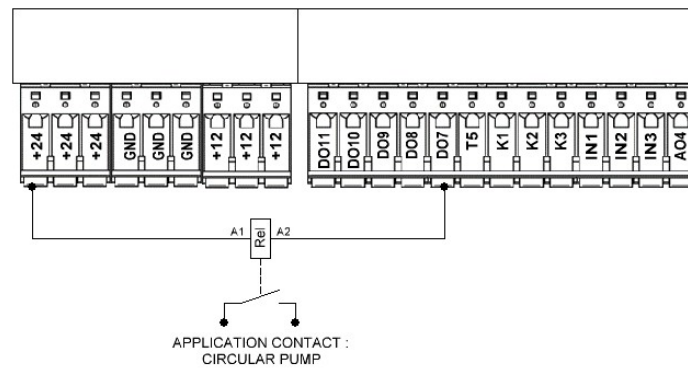 +24 +24 +24 GND GND GND +12 +12 +12 DO11 DO10 DO9 DO8 DO7 T5 K1 K2 K3 IN1 IN2 IN3 AO4
A1 Rel A2
APPLICATION CONTACT :
CIRCULAR PUMP